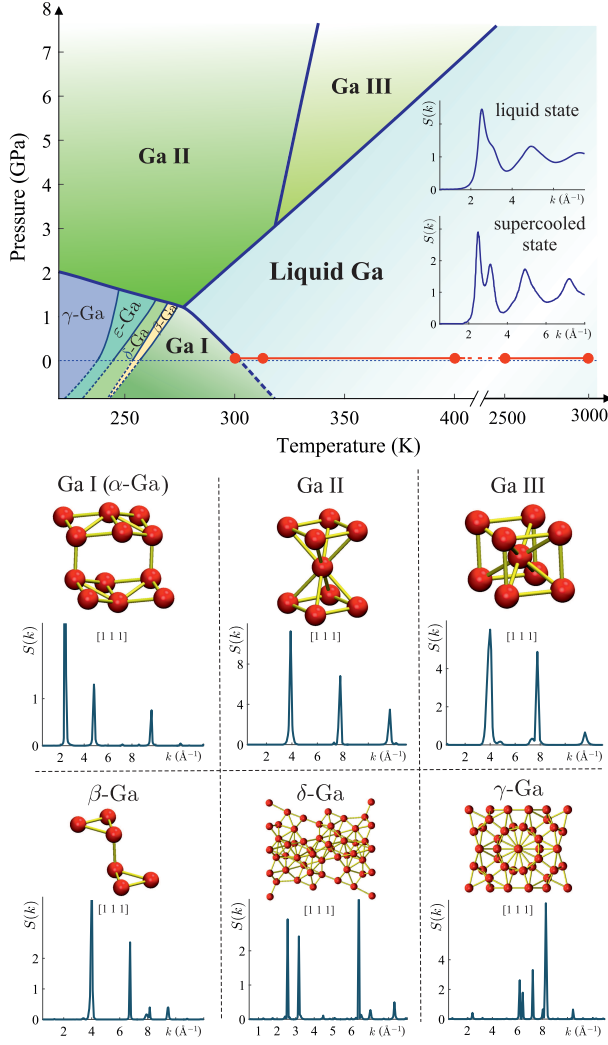 8
7
6
5
4
3
2
1
0
Pressure (GPa)
Ga II
Ga III
Liquid Ga
Ga I
γ-Ga
ε-Ga
δ-Ga
β-Ga
S(k)
liquid state
2
1
0
2 4 6
k (Å⁻¹)
S(k)
supercooled
state
3
2
1
0
2 4 6 k (Å⁻¹)
250 300 350 400 2500 3000
Temperature (K)
Ga I (α-Ga)
Ga II
Ga III
S(k)
[1 1 1]
1
0
2 4 6 8 k (Å⁻¹)
S(k)
[1 1 1]
8
4
0
2 4 6 8 k (Å⁻¹)
S(k)
[1 1 1]
6
4
2
0
2 4 6 8 k (Å⁻¹)
β-Ga
δ-Ga
γ-Ga
S(k)
[1 1 1]
4
2
0
2 4 6 8 k (Å⁻¹)
S(k)
[1 1 1]
2
0
1 2 3 4 5 6 k (Å⁻¹)
S(k)
[1 1 1]
4
2
0
2 4 6 8 k (Å⁻¹)